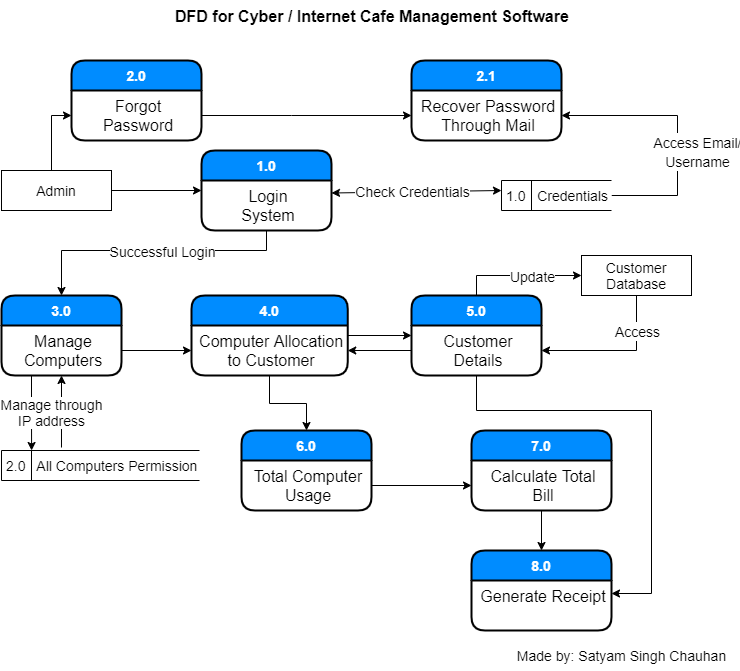 DFD for Cyber / Internet Cafe Management Software
2.0
Forgot
Password
2.1
Recover Password
Through Mail
Access Email/
Username
Admin
1.0
Login
System
Check Credentials
1.0
Credentials
Successful Login
Update
Customer
Database
Access
3.0
Manage
Computers
4.0
Computer Allocation
to Customer
5.0
Customer
Details
Manage through
IP address
2.0
All Computers Permission
6.0
Total Computer
Usage
7.0
Calculate Total
Bill
8.0
Generate Receipt
Made by: Satyam Singh Chauhan